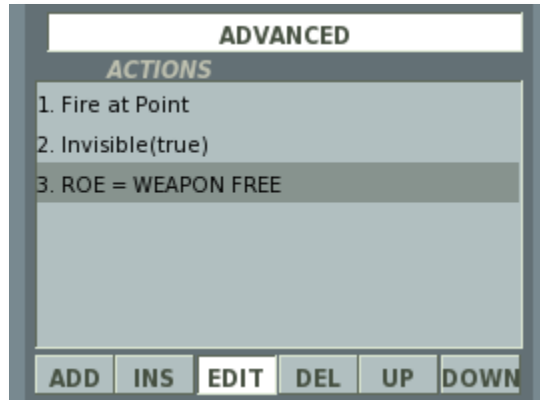 ADVANCED
ACTIONS
1. Fire at Point
2. Invisible(true)
3. ROE = WEAPON FREE
ADD INS EDIT DEL UP DOWN